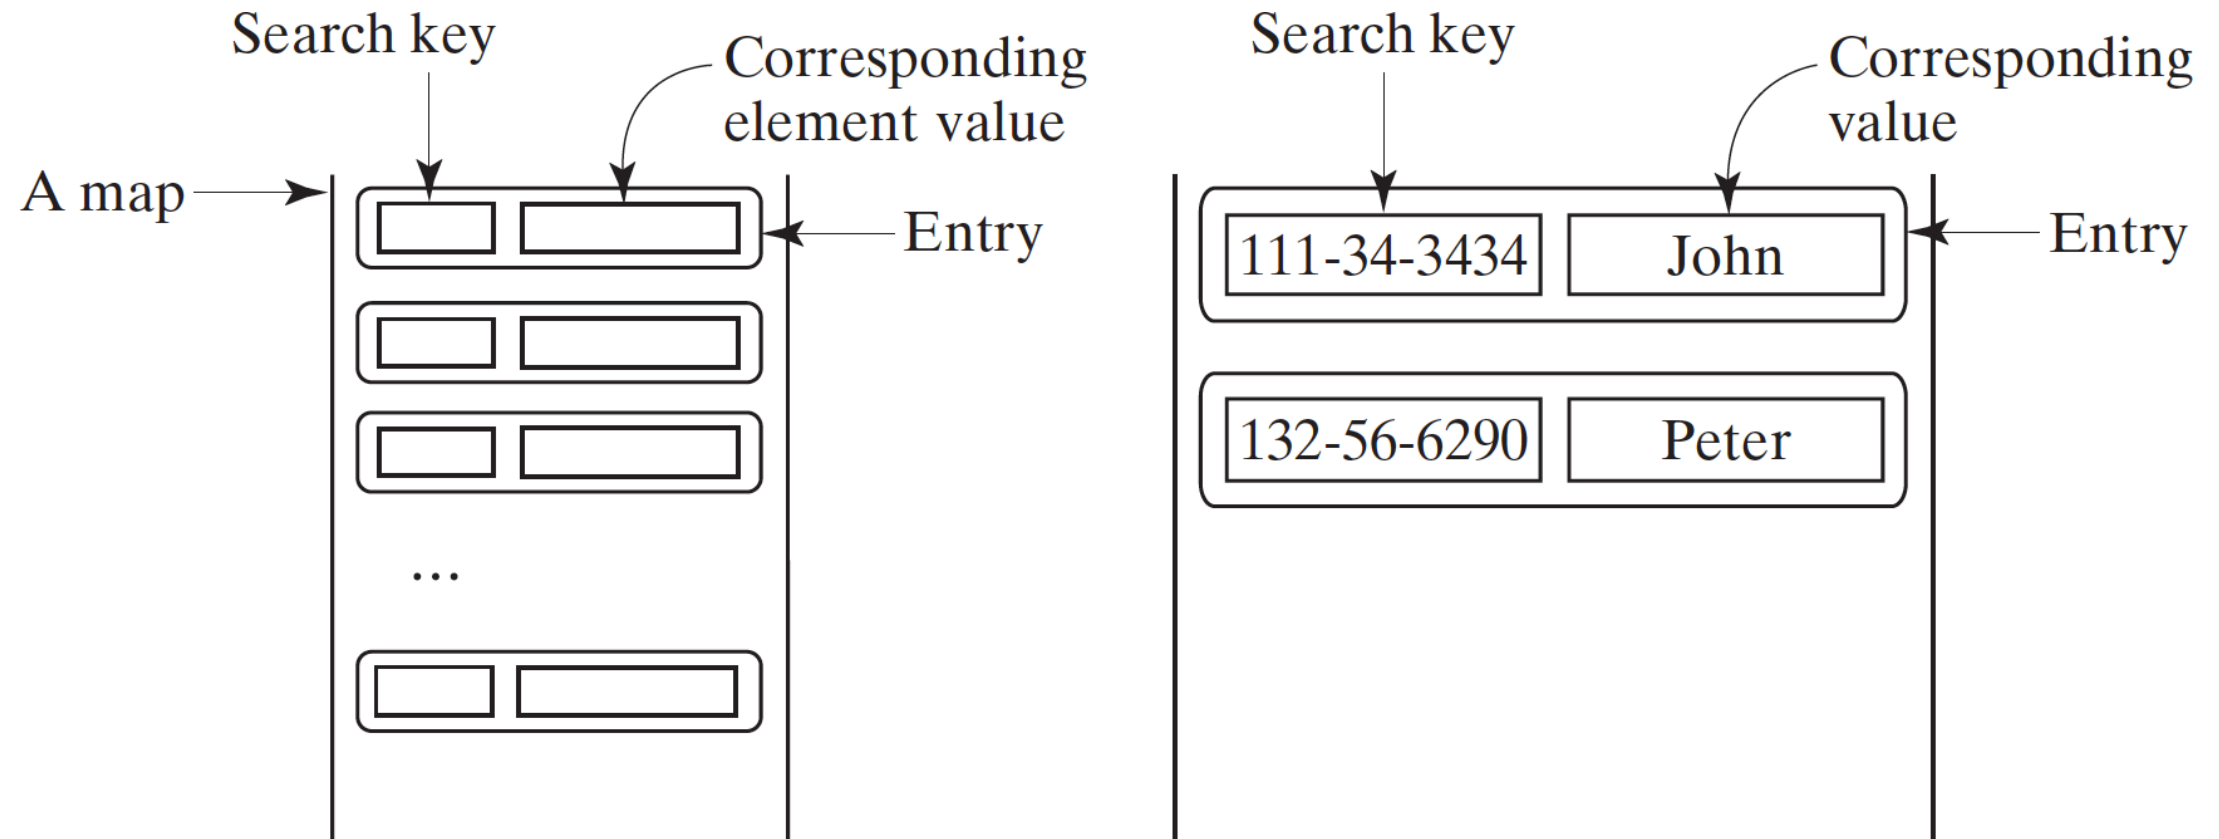 Search key
Corresponding
element value
A map
Entry
...
Search key
Corresponding
value
111-34-3434 John
Entry
132-56-6290 Peter